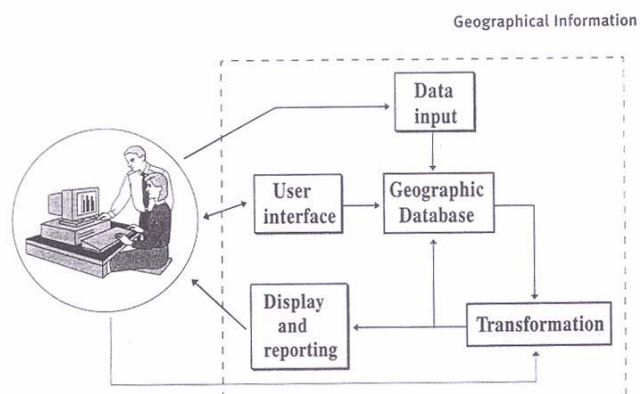 Geographical Information
Data
input
User
interface
Geographic
Database
Display
and
reporting
Transformation